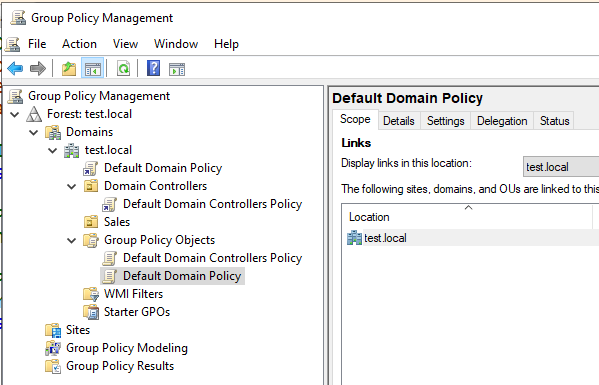 Group Policy Management
File Action View Window Help
Group Policy Management
Forest: test.local
Domains
test.local
Default Domain Policy
Domain Controllers
Default Domain Controllers Policy
Sales
Group Policy Objects
Default Domain Controllers Policy
Default Domain Policy
WMI Filters
Starter GPOs
Sites
Group Policy Modeling
Group Policy Results
Default Domain Policy
Scope Details Settings Delegation Status
Links
Display links in this location: test.local
The following sites, domains, and OUs are linked to this
Location
test.local